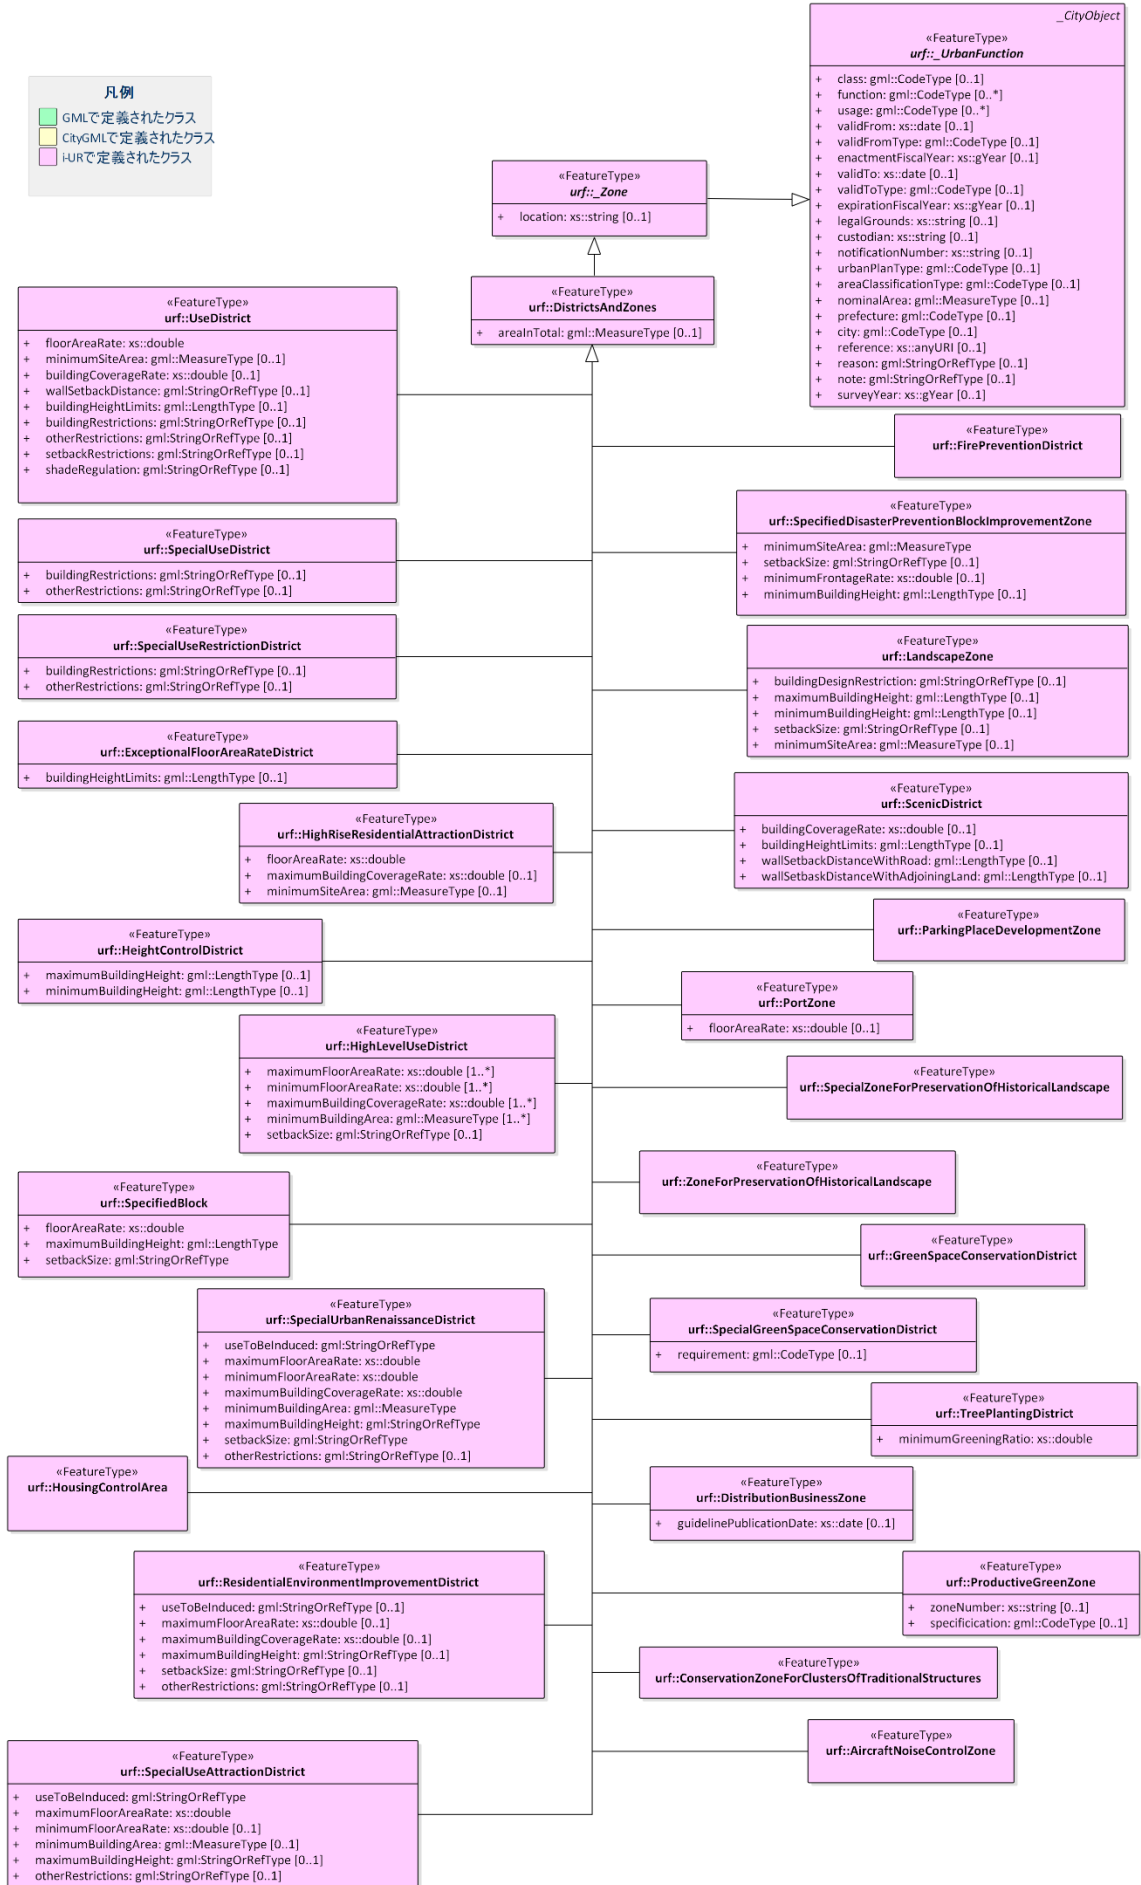 _CityObject
«FeatureType»
urf::_UrbanFunction
+ class: gml::CodeType [0..1]
+ function: gml::CodeType [0..*]
+ usage: gml::CodeType [0..*]
+ validFrom: xs::date [0..1]
+ validFromType: gml::CodeType [0..1]
+ enactmentFiscalYear: xs::gYear [0..1]
+ validTo: xs::date [0..1]
+ validToType: gml::CodeType [0..1]
+ expirationFiscalYear: xs::gYear [0..1]
+ legalGrounds: xs::string [0..1]
+ custodian: xs::string [0..1]
+ notificationNumber: xs::string [0..1]
+ urbanPlanType: gml::CodeType [0..1]
+ areaClassificationType: gml::CodeType [0..1]
+ nominalArea: gml::MeasureType [0..1]
+ prefecture: gml::CodeType [0..1]
+ city: gml::CodeType [0..1]
+ reference: xs::anyURI [0..1]
+ reason: gml:StringOrRefType [0..1]
+ note: gml:StringOrRefType [0..1]
+ surveyYear: xs::gYear [0..1]
凡例
GMLで定義されたクラス
CityGMLで定義されたクラス
i-URで定義されたクラス
«FeatureType»
urf::_Zone
+ location: xs::string [0..1]
«FeatureType»
urf::DistrictsAndZones
+ areaInTotal: gml::MeasureType [0..1]
«FeatureType»
urf::UseDistrict
+ floorAreaRate: xs::double
+ minimumSiteArea: gml::MeasureType [0..1]
+ buildingCoverageRate: xs::double [0..1]
+ wallSetbackDistance: gml:StringOrRefType [0..1]
+ buildingHeightLimits: gml::LengthType [0..1]
+ buildingRestrictions: gml:StringOrRefType [0..1]
+ otherRestrictions: gml:StringOrRefType [0..1]
+ setbackRestrictions: gml:StringOrRefType [0..1]
+ shadeRegulation: gml:StringOrRefType [0..1]
«FeatureType»
urf::FirePreventionDistrict
«FeatureType»
urf::SpecifiedDisasterPreventionBlockImprovementZone
+ minimumSiteArea: gml::MeasureType
+ setbackSize: gml:StringOrRefType [0..1]
+ minimumFrontageRate: xs::double [0..1]
+ minimumBuildingHeight: gml::LengthType [0..1]
«FeatureType»
urf::SpecialUseDistrict
+ buildingRestrictions: gml:StringOrRefType [0..1]
+ otherRestrictions: gml:StringOrRefType [0..1]
«FeatureType»
urf::SpecialUseRestrictionDistrict
+ buildingRestrictions: gml:StringOrRefType [0..1]
+ otherRestrictions: gml:StringOrRefType [0..1]
«FeatureType»
urf::LandscapeZone
+ buildingDesignRestriction: gml:StringOrRefType [0..1]
+ maximumBuildingHeight: gml::LengthType [0..1]
+ minimumBuildingHeight: gml::LengthType [0..1]
+ setbackSize: gml:StringOrRefType [0..1]
+ minimumSiteArea: gml::MeasureType [0..1]
«FeatureType»
urf::ExceptionalFloorAreaRateDistrict
+ buildingHeightLimits: gml::LengthType [0..1]
«FeatureType»
urf::ScenicDistrict
+ buildingCoverageRate: xs::double [0..1]
+ buildingHeightLimits: gml::LengthType [0..1]
+ wallSetbackDistanceWithRoad: gml::LengthType [0..1]
+ wallSetbaskDistanceWithAdjoiningLand: gml::LengthType [0..1]
«FeatureType»
urf::HighRiseResidentialAttractionDistrict
+ floorAreaRate: xs::double
+ maximumBuildingCoverageRate: xs::double [0..1]
+ minimumSiteArea: gml::MeasureType [0..1]
«FeatureType»
urf::ParkingPlaceDevelopmentZone
«FeatureType»
urf::HeightControlDistrict
+ maximumBuildingHeight: gml::LengthType [0..1]
+ minimumBuildingHeight: gml::LengthType [0..1]
«FeatureType»
urf::PortZone
+ floorAreaRate: xs::double [0..1]
«FeatureType»
urf::HighLevelUseDistrict
+ maximumFloorAreaRate: xs::double [1..*]
+ minimumFloorAreaRate: xs::double [1..*]
+ maximumBuildingCoverageRate: xs::double [1..*]
+ minimumBuildingArea: gml::MeasureType [1..*]
+ setbackSize: gml:StringOrRefType [0..1]
«FeatureType»
urf::SpecialZoneForPreservationOfHistoricalLandscape
«FeatureType»
urf::ZoneForPreservationOfHistoricalLandscape
«FeatureType»
urf::SpecifiedBlock
+ floorAreaRate: xs::double
+ maximumBuildingHeight: gml::LengthType
+ setbackSize: gml:StringOrRefType
«FeatureType»
urf::GreenSpaceConservationDistrict
«FeatureType»
urf::SpecialUrbanRenaissanceDistrict
+ useToBeInduced: gml:StringOrRefType
+ maximumFloorAreaRate: xs::double
+ minimumFloorAreaRate: xs::double
+ maximumBuildingCoverageRate: xs::double
+ minimumBuildingArea: gml::MeasureType
+ maximumBuildingHeight: gml:StringOrRefType
+ setbackSize: gml:StringOrRefType
+ otherRestrictions: gml:StringOrRefType [0..1]
«FeatureType»
urf::SpecialGreenSpaceConservationDistrict
+ requirement: gml::CodeType [0..1]
«FeatureType»
urf::TreePlantingDistrict
+ minimumGreeningRatio: xs::double
«FeatureType»
urf::HousingControlArea
«FeatureType»
urf::DistributionBusinessZone
+ guidelinePublicationDate: xs::date [0..1]
«FeatureType»
urf::ResidentialEnvironmentImprovementDistrict
+ useToBeInduced: gml:StringOrRefType [0..1]
+ maximumFloorAreaRate: xs::double [0..1]
+ maximumBuildingCoverageRate: xs::double [0..1]
+ maximumBuildingHeight: gml:StringOrRefType [0..1]
+ setbackSize: gml:StringOrRefType [0..1]
+ otherRestrictions: gml:StringOrRefType [0..1]
«FeatureType»
urf::ProductiveGreenZone
+ zoneNumber: xs::string [0..1]
+ specificication: gml::CodeType [0..1]
«FeatureType»
urf::ConservationZoneForClustersOfTraditionalStructures
«FeatureType»
urf::AircraftNoiseControlZone
«FeatureType»
urf::SpecialUseAttractionDistrict
+ useToBeInduced: gml:StringOrRefType
+ maximumFloorAreaRate: xs::double
+ minimumFloorAreaRate: xs::double [0..1]
+ minimumBuildingArea: gml::MeasureType [0..1]
+ maximumBuildingHeight: gml:StringOrRefType [0..1]
+ otherRestrictions: gml:StringOrRefType [0..1]